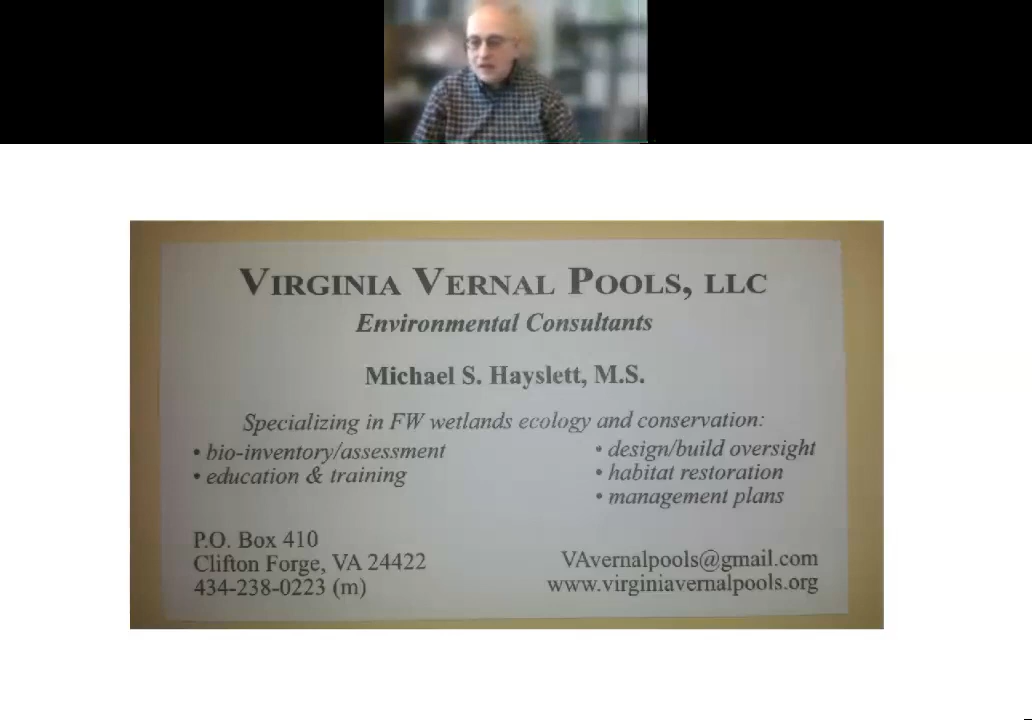 VIRGINIA VERNAL POOLS, LLC
Environmental Consultants
Michael S. Hayslett, M.S.
Specializing in FW wetlands ecology and conservation:
• bio-inventory/assessment
• education & training
• design/build oversight
• habitat restoration
• management plans
P.O. Box 410
Clifton Forge, VA 24422
434-238-0223 (m)
VAvernalpools@gmail.com
www.virginiavernalpools.org